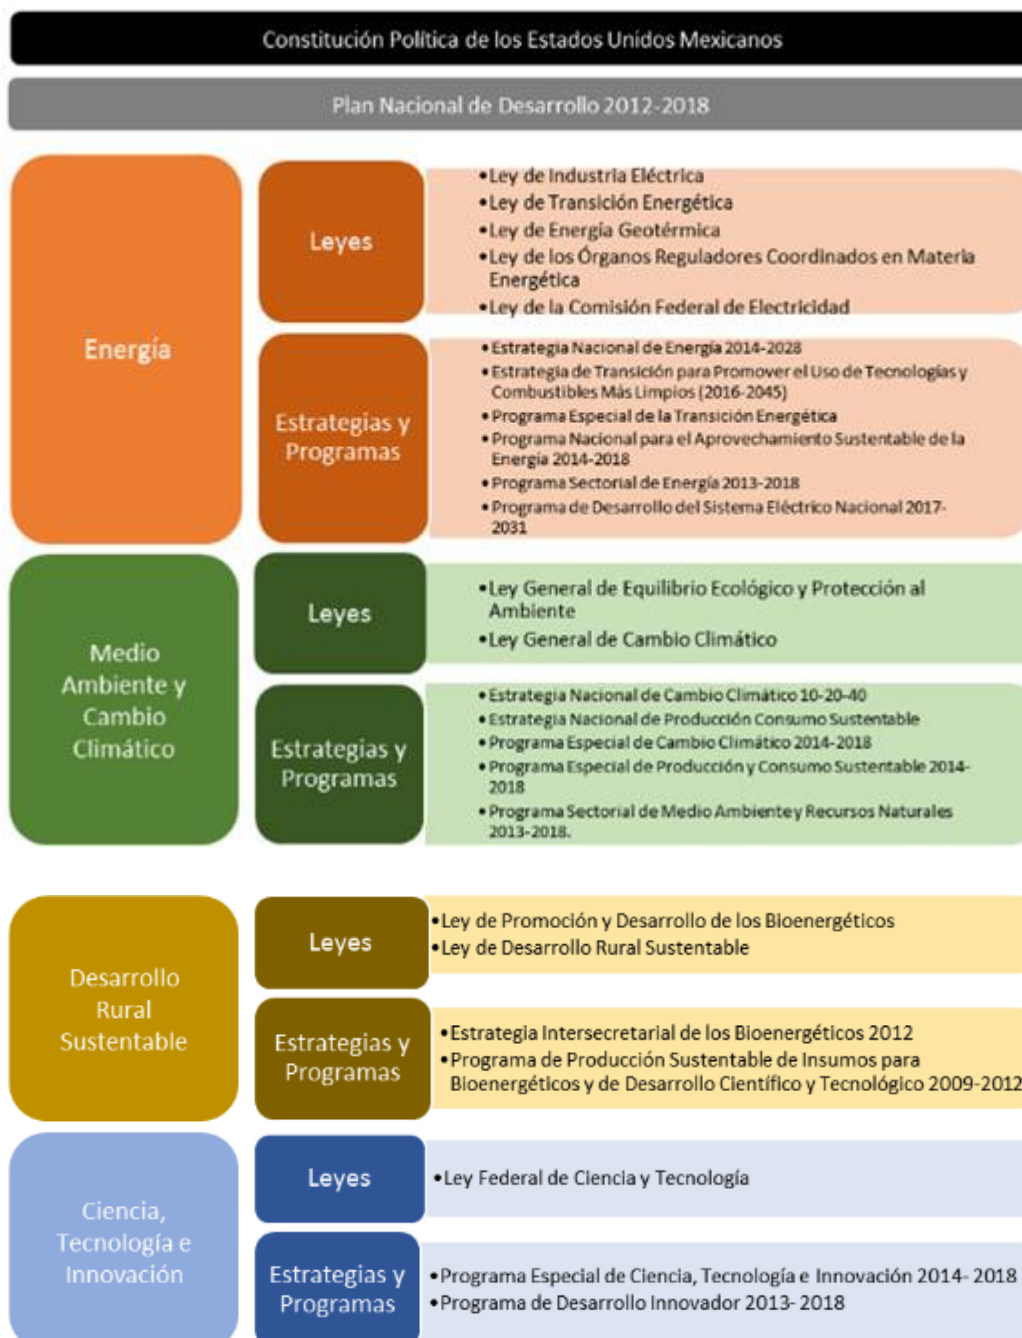 Constitución Política de los Estados Unidos Mexicanos
Plan Nacional de Desarrollo 2012-2018
Energía
Leyes
•Ley de Industria Eléctrica
•Ley de Transición Energética
•Ley de Energía Geotérmica
•Ley de los Órganos Reguladores Coordinados en Materia
Energética
•Ley de la Comisión Federal de Electricidad
Estrategias y
Programas
•Estrategia Nacional de Energía 2014-2028
•Estrategia de Transición para Promover el Uso de Tecnologías y
Combustibles Más Limpios (2016-2045)
•Programa Especial de la Transición Energética
•Programa Nacional para el Aprovechamiento Sustentable de la
Energía 2014-2018
•Programa Sectorial de Energía 2013-2018
•Programa de Desarrollo del Sistema Eléctrico Nacional 2017-
2031
Medio
Ambiente y
Cambio
Climático
Leyes
•Ley General de Equilibrio Ecológico y Protección al
Ambiente
•Ley General de Cambio Climático
Estrategias y
Programas
•Estrategia Nacional de Cambio Climático 10-20-40
•Estrategia Nacional de Producción Consumo Sustentable
•Programa Especial de Cambio Climático 2014-2018
•Programa Especial de Producción y Consumo Sustentable 2014-
2018
•Programa Sectorial de Medio Ambiente y Recursos Naturales
2013-2018.
Desarrollo
Rural
Sustentable
Leyes
•Ley de Promoción y Desarrollo de los Bioenergéticos
•Ley de Desarrollo Rural Sustentable
Estrategias y
Programas
•Estrategia Intersecretarial de los Bioenergéticos 2012
•Programa de Producción Sustentable de Insumos para
Bioenergéticos y de Desarrollo Científico y Tecnológico 2009-2012
Ciencia,
Tecnología e
Innovación
Leyes
•Ley Federal de Ciencia y Tecnología
Estrategias y
Programas
•Programa Especial de Ciencia, Tecnología e Innovación 2014- 2018
•Programa de Desarrollo Innovador 2013- 2018